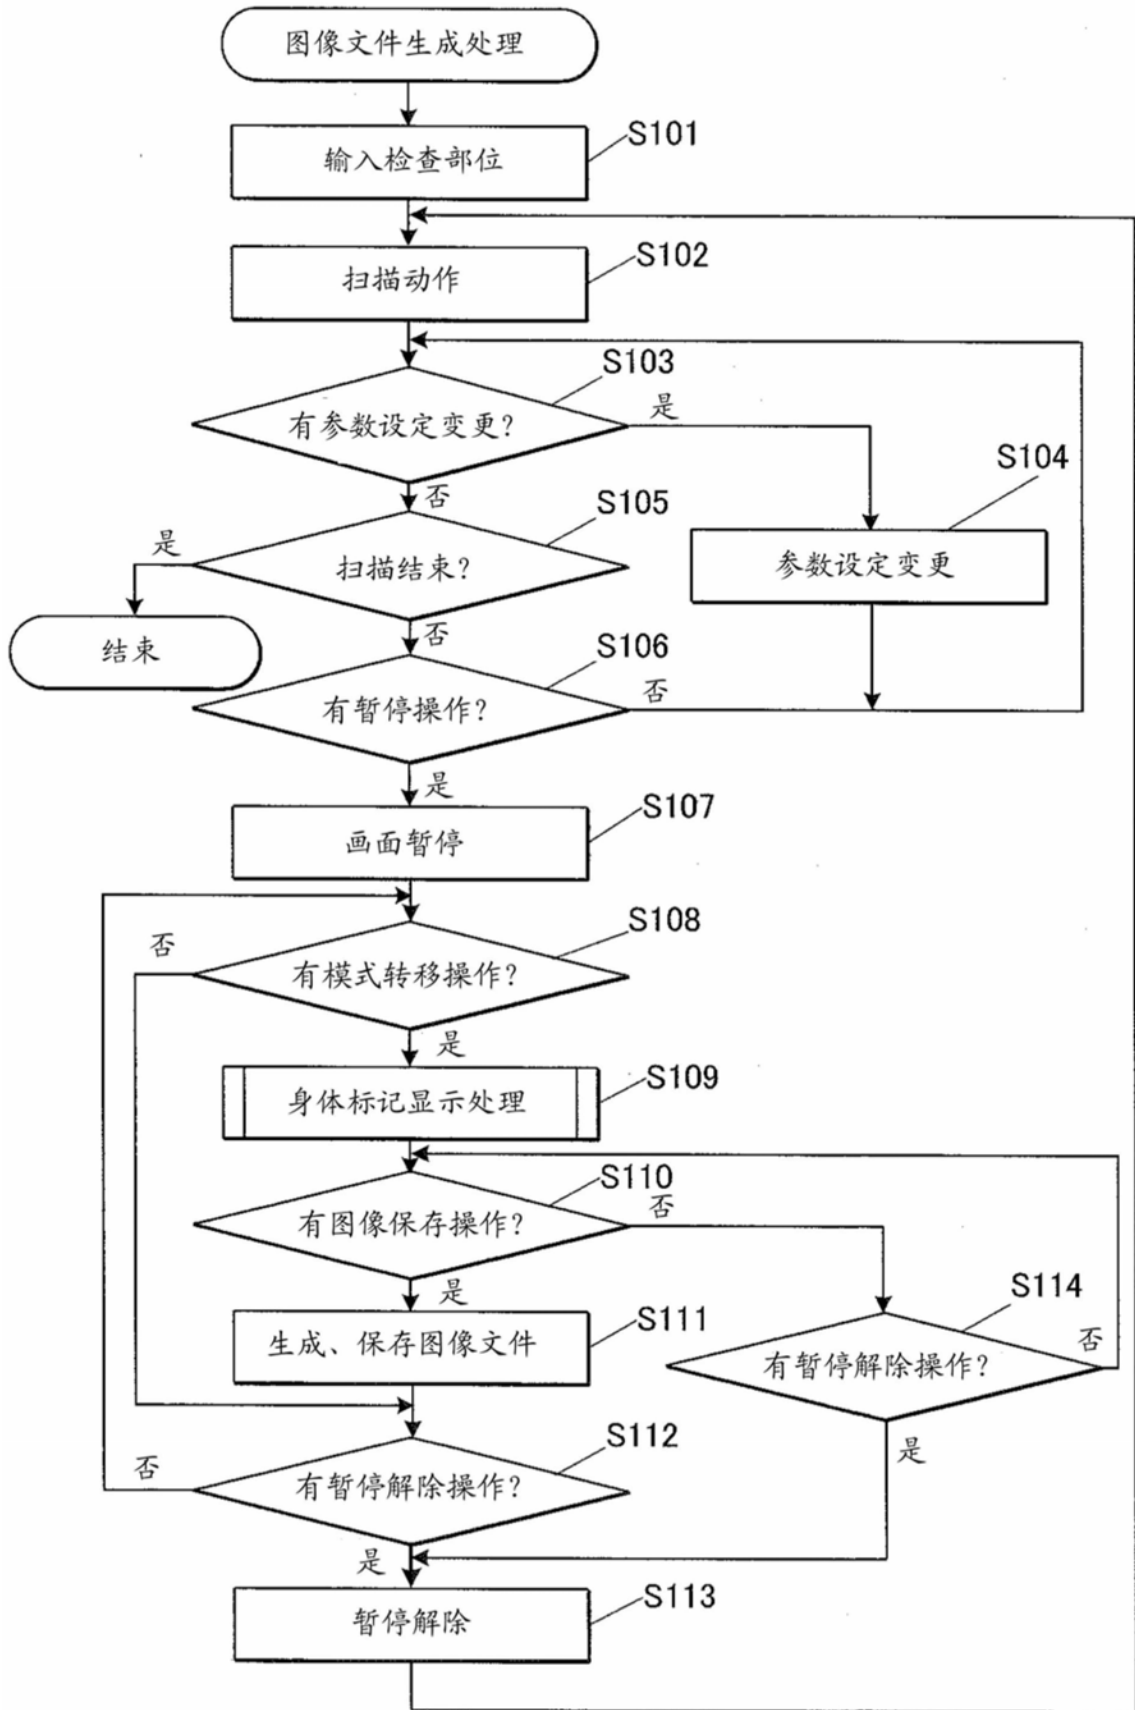 图像文件生成处理
S101
输入检查部位
S102
扫描动作
S103
有参数设定变更?
是
否
S104
参数设定变更
S105
扫描结束?
是
否
结束
S106
有暂停操作?
否
是
S107
画面暂停
S108
有模式转移操作?
否
是
S109
身体标记显示处理
S110
有图像保存操作?
否
是
S111
生成、保存图像文件
S114
有暂停解除操作?
否
是
S112
有暂停解除操作?
否
是
S113
暂停解除